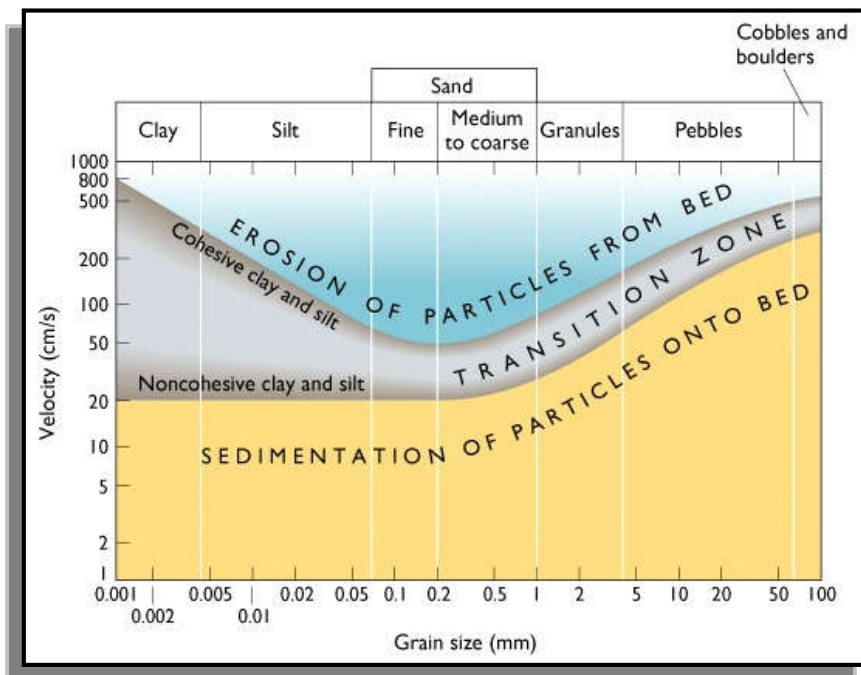 Cobbles and
boulders
Sand
Clay
Silt
Fine
Medium
to coarse
Granules
Pebbles
1000
800
500
200
100
50
20
10
5
2
1
Velocity (cm/s)
EROSION OF PARTICLES FROM BED
Cohesive clay and silt
TRANSITION ZONE
Noncohesive clay and silt
SEDIMENTATION OF PARTICLES ONTO BED
0.001 0.005 0.02 0.05 0.1 0.2 0.5 1 2 5 10 20 50 100
0.002 0.01
Grain size (mm)